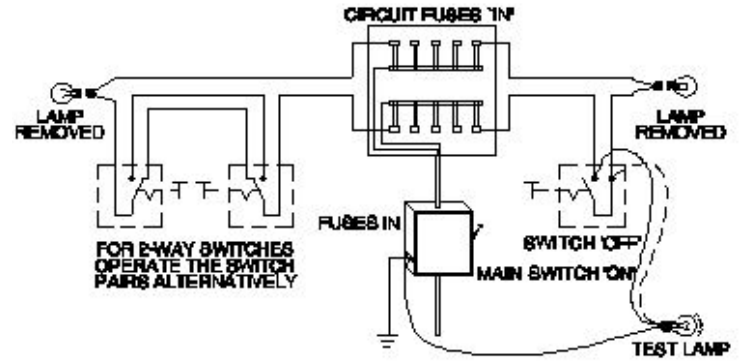 CIRCUIT FUSES "IN"
LAMP
REMOVED
LAMP
REMOVED
FUSES IN
SWITCH 'OFF'
FOR 2-WAY SWITCHES
OPERATE THE SWITCH
PAIRS ALTERNATIVELY
MAIN SWITCH 'ON'
TEST LAMP